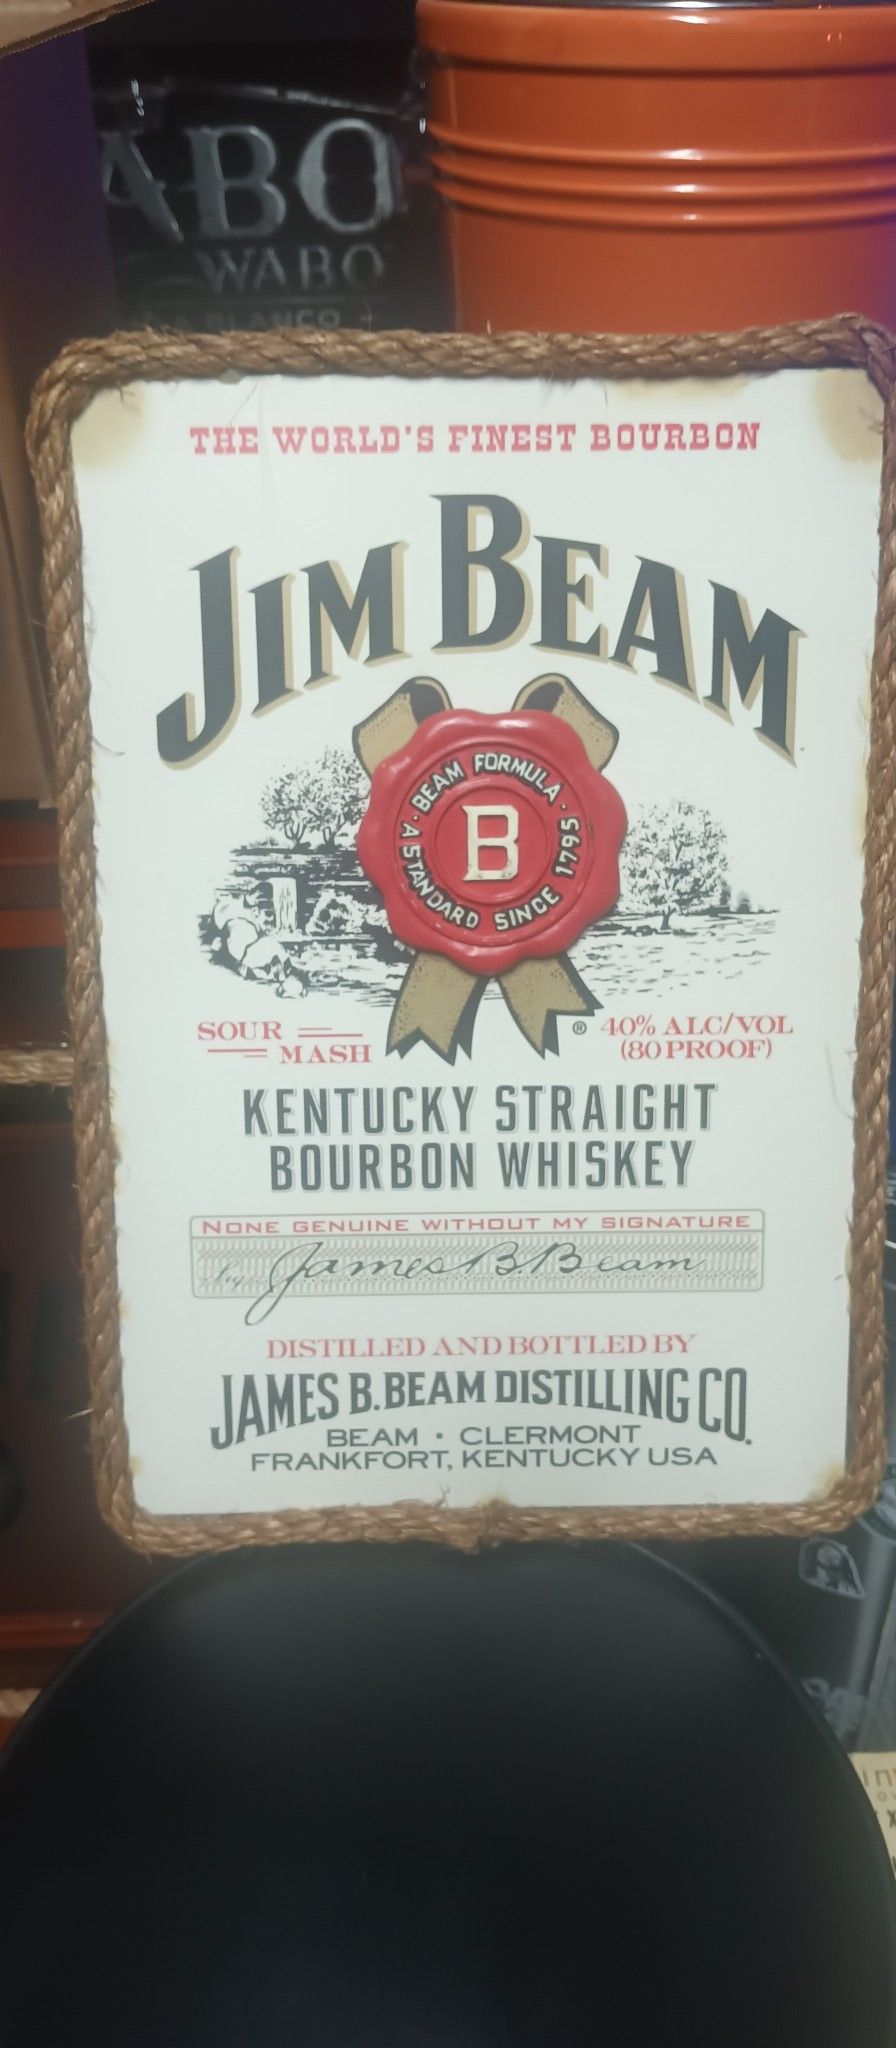 ABO
WABO
BLANCO
THE WORLD'S FINEST BOURBON
JIM BEAM
BEAM FORMULA
· A STANDARD SINCE 1795 ·
B
SOUR
MASH
® 40% ALC/VOL
(80 PROOF)
KENTUCKY STRAIGHT
BOURBON WHISKEY
NONE GENUINE WITHOUT MY SIGNATURE
James B. Beam
DISTILLED AND BOTTLED BY
JAMES B. BEAM DISTILLING CO.
BEAM · CLERMONT
FRANKFORT, KENTUCKY USA